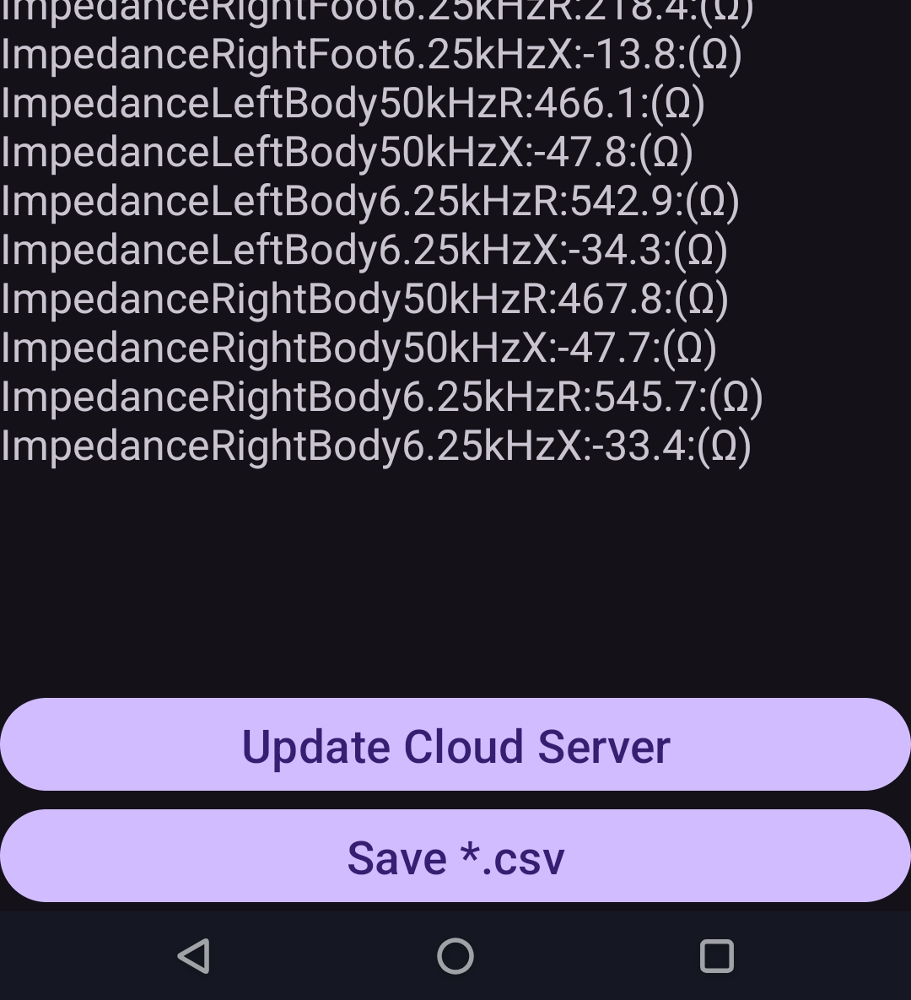 ImpedanceRightFoot6.25kHzR:218.4:(Ω)
ImpedanceRightFoot6.25kHzX:-13.8:(Ω)
ImpedanceLeftBody50kHzR:466.1:(Ω)
ImpedanceLeftBody50kHzX:-47.8:(Ω)
ImpedanceLeftBody6.25kHzR:542.9:(Ω)
ImpedanceLeftBody6.25kHzX:-34.3:(Ω)
ImpedanceRightBody50kHzR:467.8:(Ω)
ImpedanceRightBody50kHzX:-47.7:(Ω)
ImpedanceRightBody6.25kHzR:545.7:(Ω)
ImpedanceRightBody6.25kHzX:-33.4:(Ω)
Update Cloud Server
Save *.csv